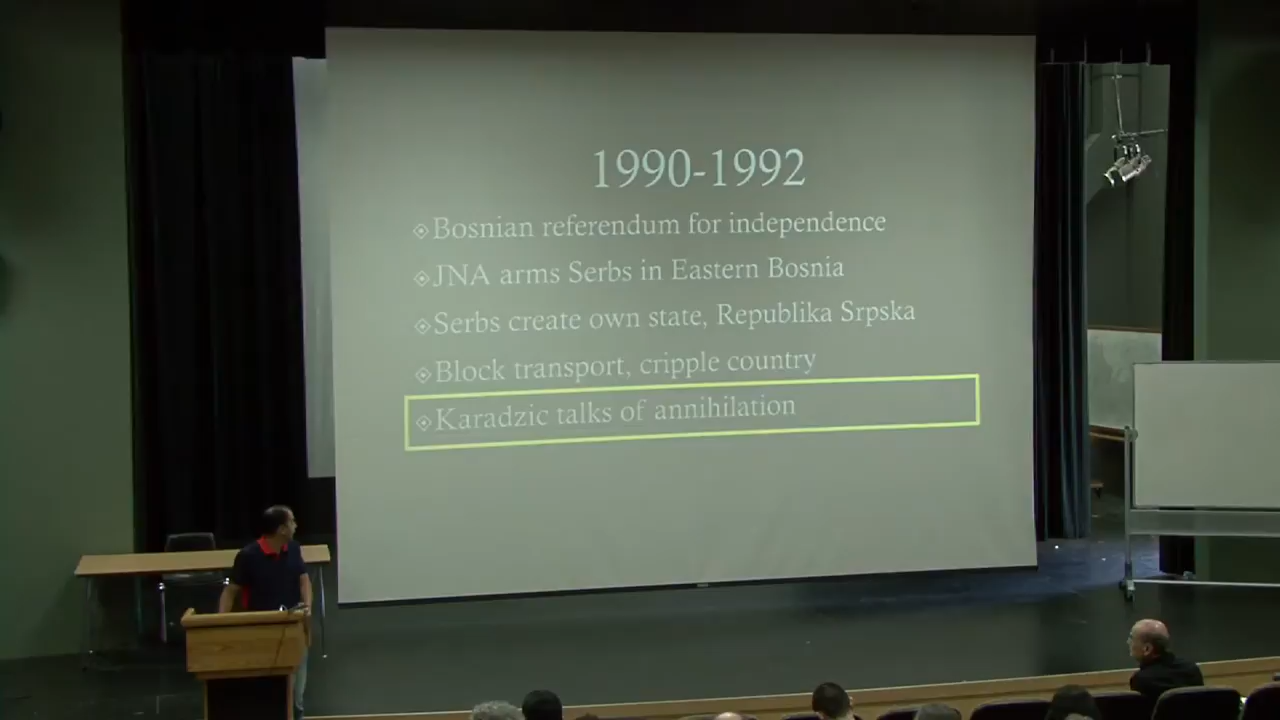 1990-1992
Bosnian referendum for independence
JNA arms Serbs in Eastern Bosnia
Serbs create own state, Republika Srpska
Block transport, cripple country
Karadzic talks of annihilation